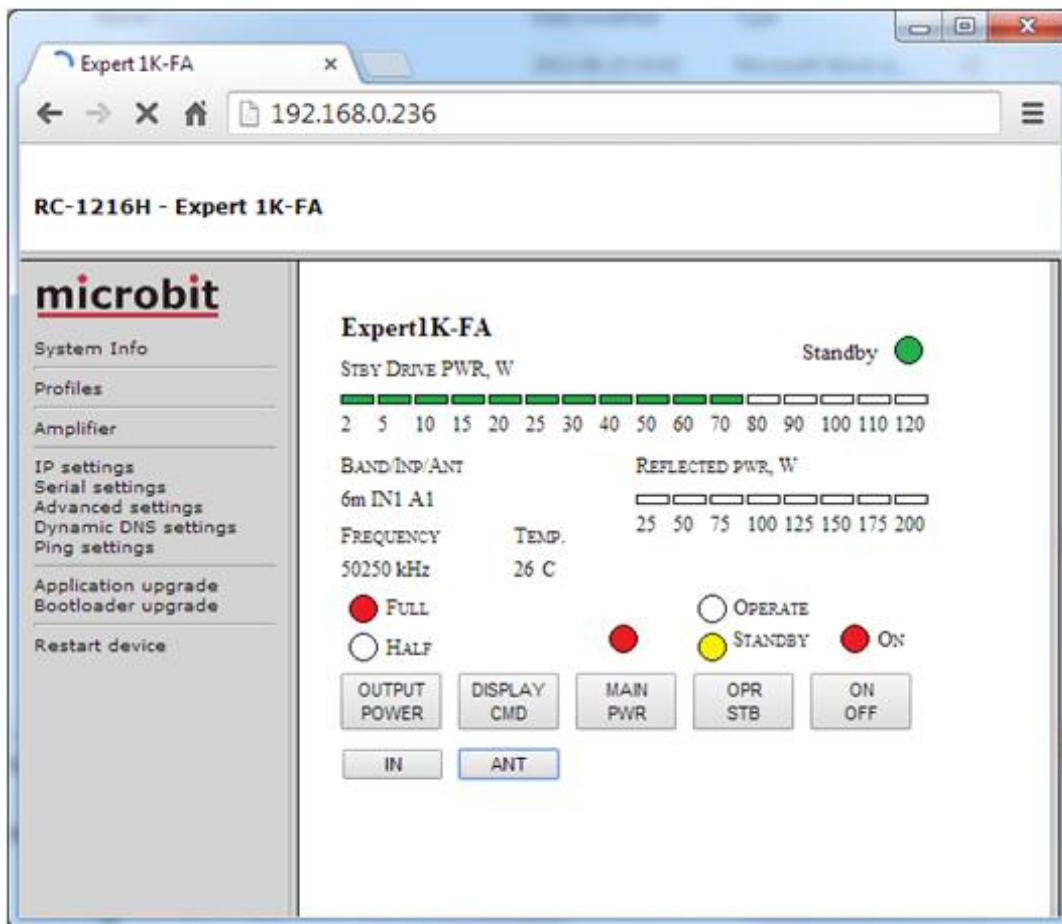 Expert 1K-FA
192.168.0.236
RC-1216H - Expert 1K-FA
microbit
System Info
Profiles
Amplifier
IP settings
Serial settings
Advanced settings
Dynamic DNS settings
Ping settings
Application upgrade
Bootloader upgrade
Restart device
Expert1K-FA
Standby
STBY DRIVE PWR, W
2 5 10 15 20 25 30 40 50 60 70 80 90 100 110 120
BAND/INP/ANT
REFLECTED PWR, W
6m IN1 A1
25 50 75 100 125 150 175 200
FREQUENCY TEMP.
50250 kHz 26 C
FULL OPERATE
HALF STANDBY ON
OUTPUT POWER
DISPLAY CMD
MAIN PWR
OPR STB
ON OFF
IN ANT